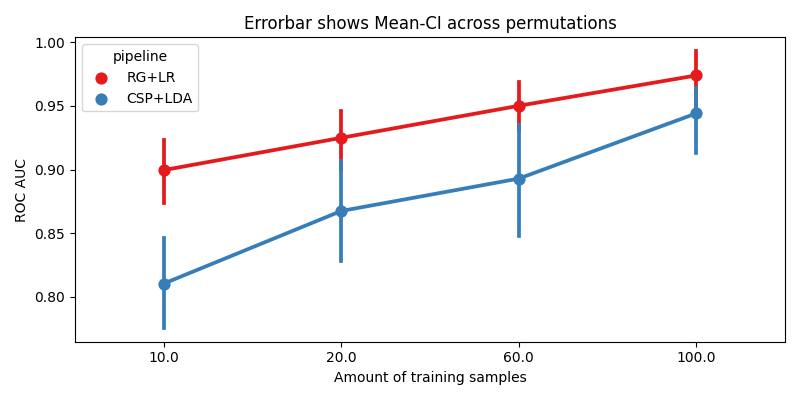 Errorbar shows Mean-CI across permutations
pipeline
RG+LR
CSP+LDA
ROC AUC
1.00
0.95
0.90
0.85
0.80
10.0
20.0
60.0
100.0
Amount of training samples